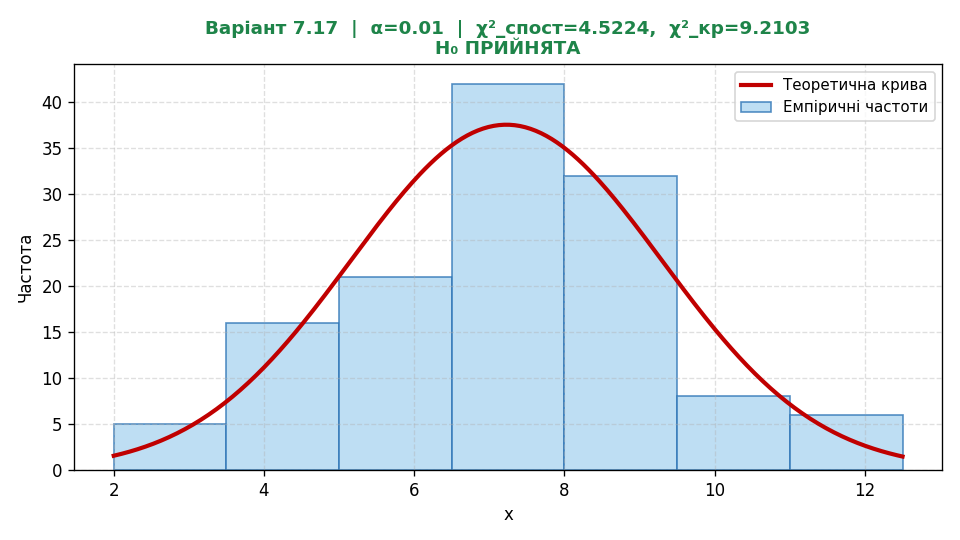 Варіант 7.17 | α=0.01 | χ²_спост=4.5224, χ²_кр=9.2103
H₀ ПРИЙНЯТА
Теоретична крива
Емпіричні частоти
Частота
40
35
30
25
20
15
10
5
0
2 4 6 8 10 12
x